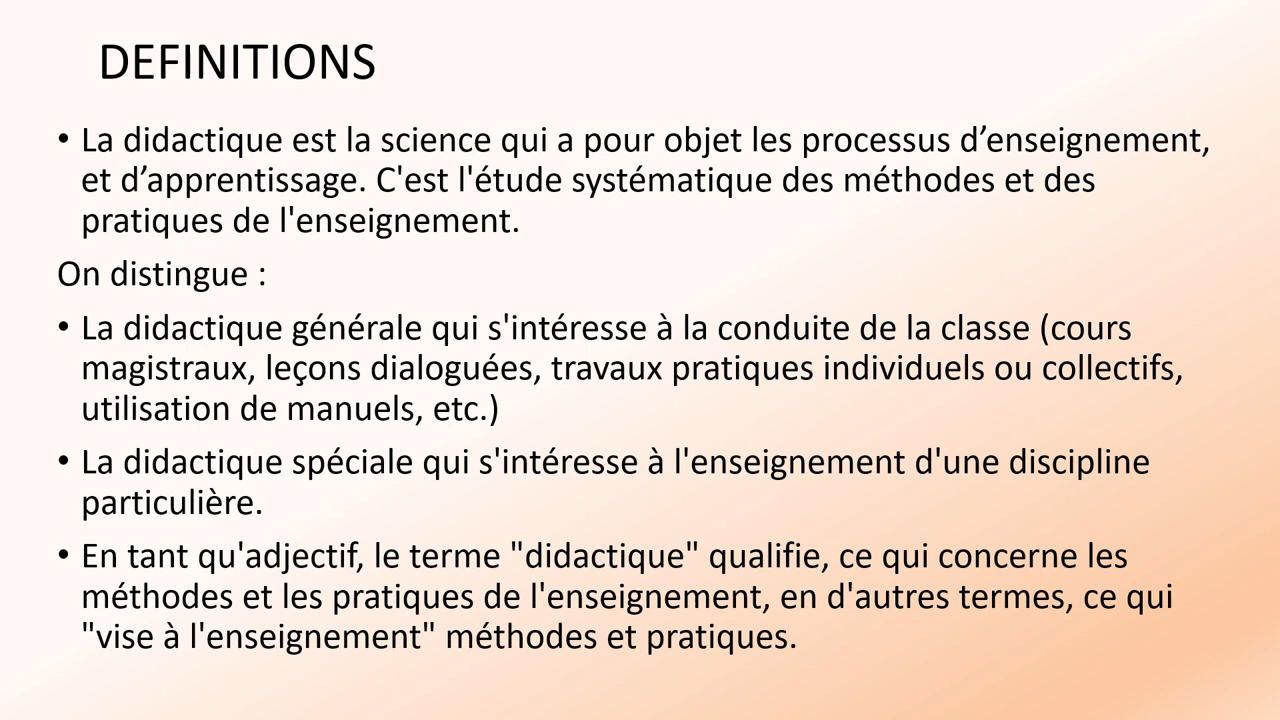 DEFINITIONS
• La didactique est la science qui a pour objet les processus d’enseignement,
et d’apprentissage. C'est l'étude systématique des méthodes et des
pratiques de l'enseignement.
On distingue :
• La didactique générale qui s'intéresse à la conduite de la classe (cours
magistraux, leçons dialoguées, travaux pratiques individuels ou collectifs,
utilisation de manuels, etc.)
• La didactique spéciale qui s'intéresse à l'enseignement d'une discipline
particulière.
• En tant qu'adjectif, le terme "didactique" qualifie, ce qui concerne les
méthodes et les pratiques de l'enseignement, en d'autres termes, ce qui
"vise à l'enseignement" méthodes et pratiques.